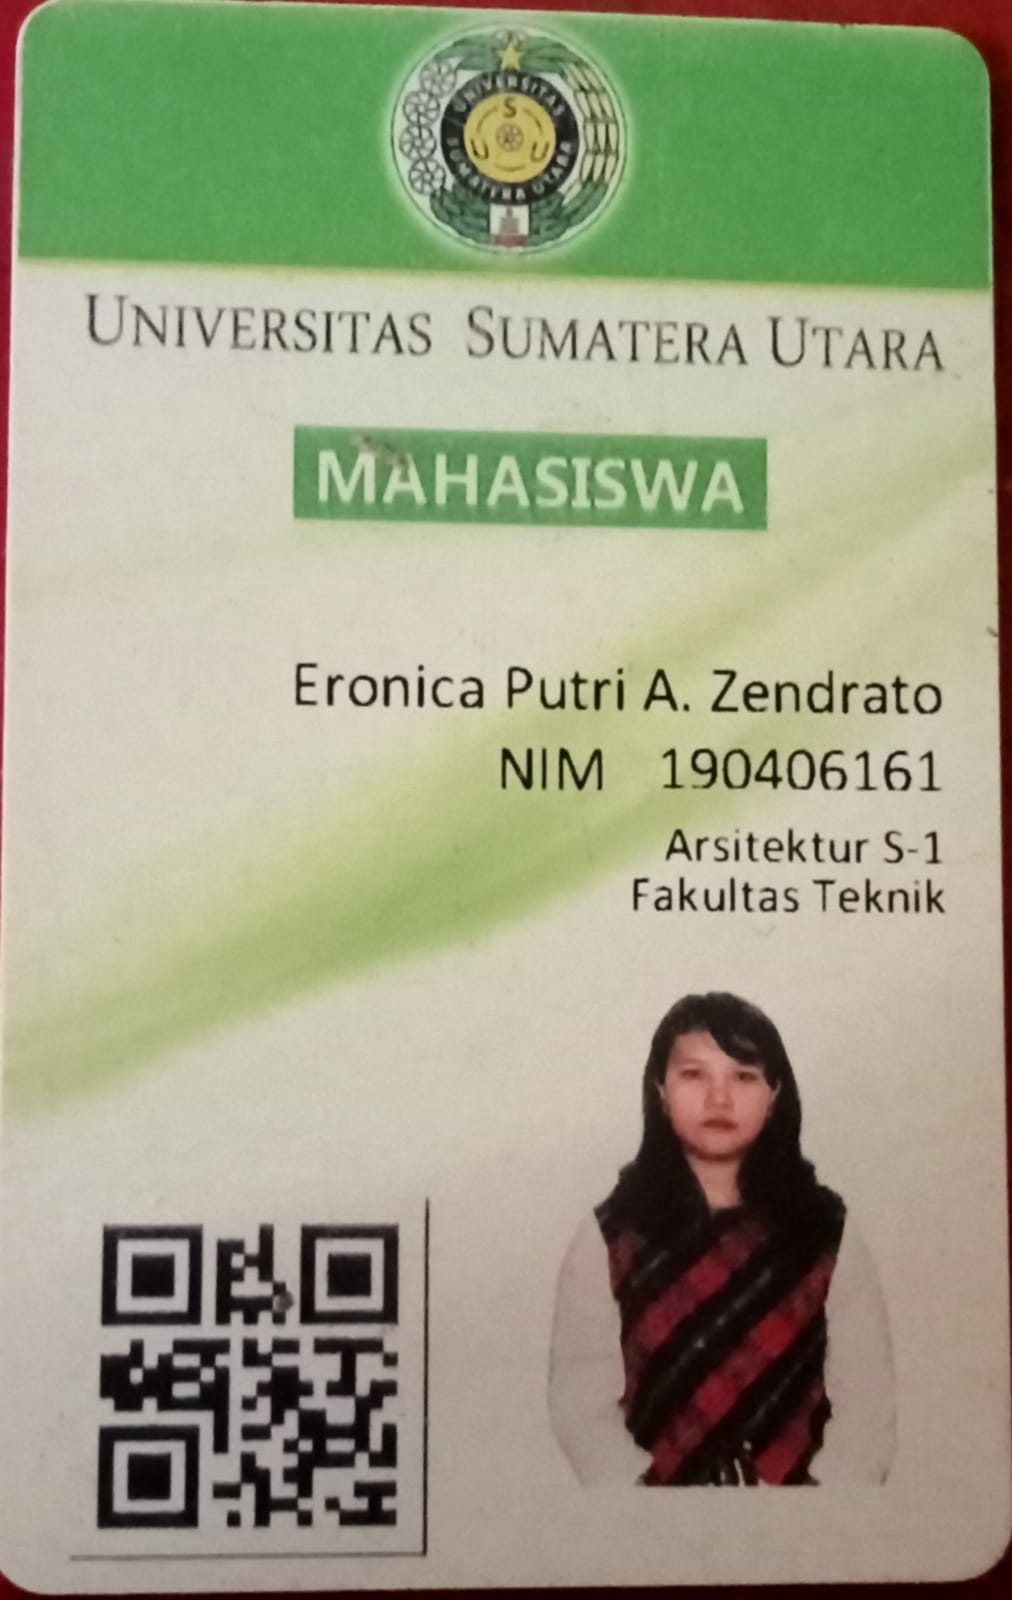 UNIVERSITAS
SUMATERA UTARA
S
U U
UNIVERSITAS SUMATERA UTARA
MAHASISWA
Eronica Putri A. Zendrato
NIM 190406161
Arsitektur S-1
Fakultas Teknik